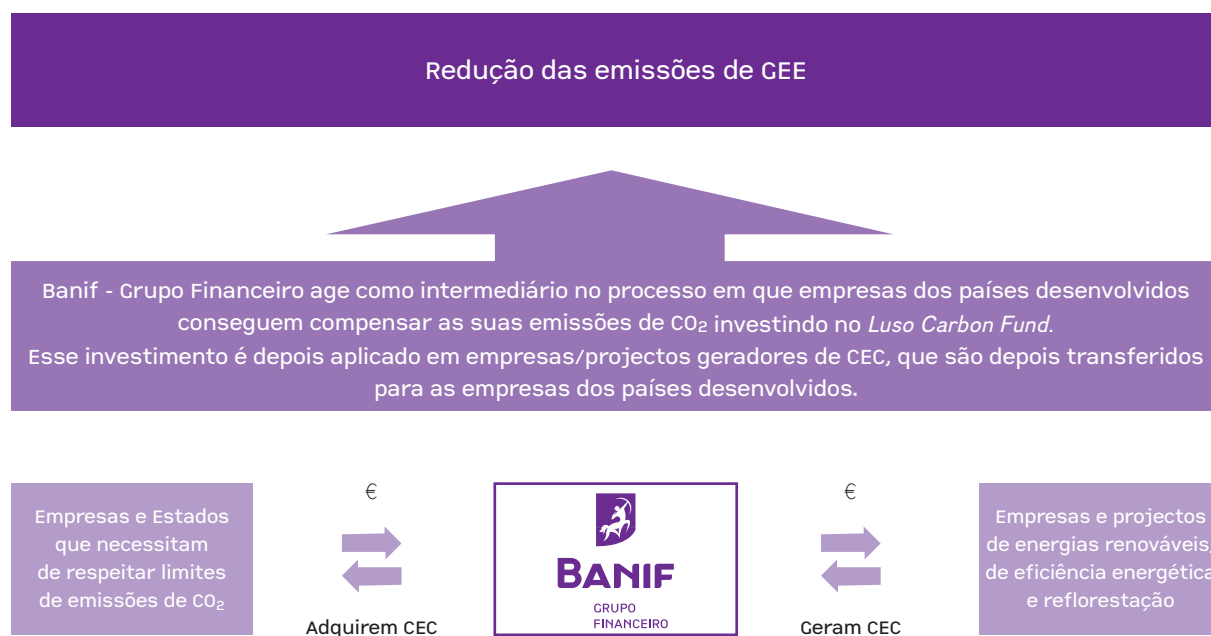 Redução das emissões de GEE
Banif - Grupo Financeiro age como intermediário no processo em que empresas dos países desenvolvidos
conseguem compensar as suas emissões de CO₂ investindo no Luso Carbon Fund.
Esse investimento é depois aplicado em empresas/projectos geradores de CEC, que são depois transferidos
para as empresas dos países desenvolvidos.
Empresas e Estados
que necessitam
de respeitar limites
de emissões de CO₂
€
Adquirem CEC
BANIF
GRUPO
FINANCEIRO
€
Geram CEC
Empresas e projectos
de energias renováveis,
de eficiência energética
e reflorestação